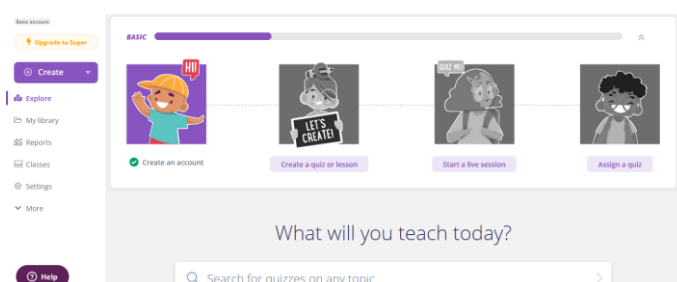 Basic account
Upgrade to Super
Create
Explore
My library
Reports
Classes
Settings
More
Help
BASIC
HI!
LET'S CREATE!
QUIZ ME!
Create an account
Create a quiz or lesson
Start a live session
Assign a quiz
What will you teach today?
Search for quizzes on any topic